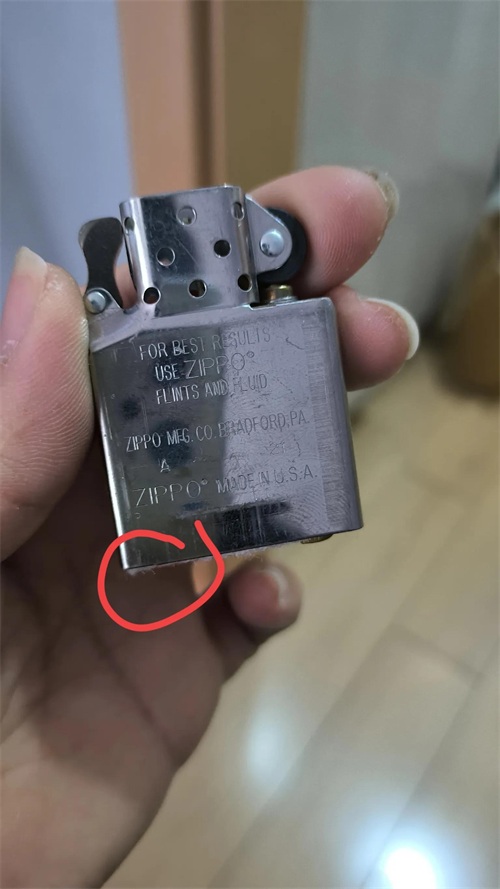 FOR BEST RESULTS
USE ZIPPO®
FLINTS AND FLUID
ZIPPO MFG. CO. BRADFORD, PA.
A
ZIPPO® MADE IN U.S.A.